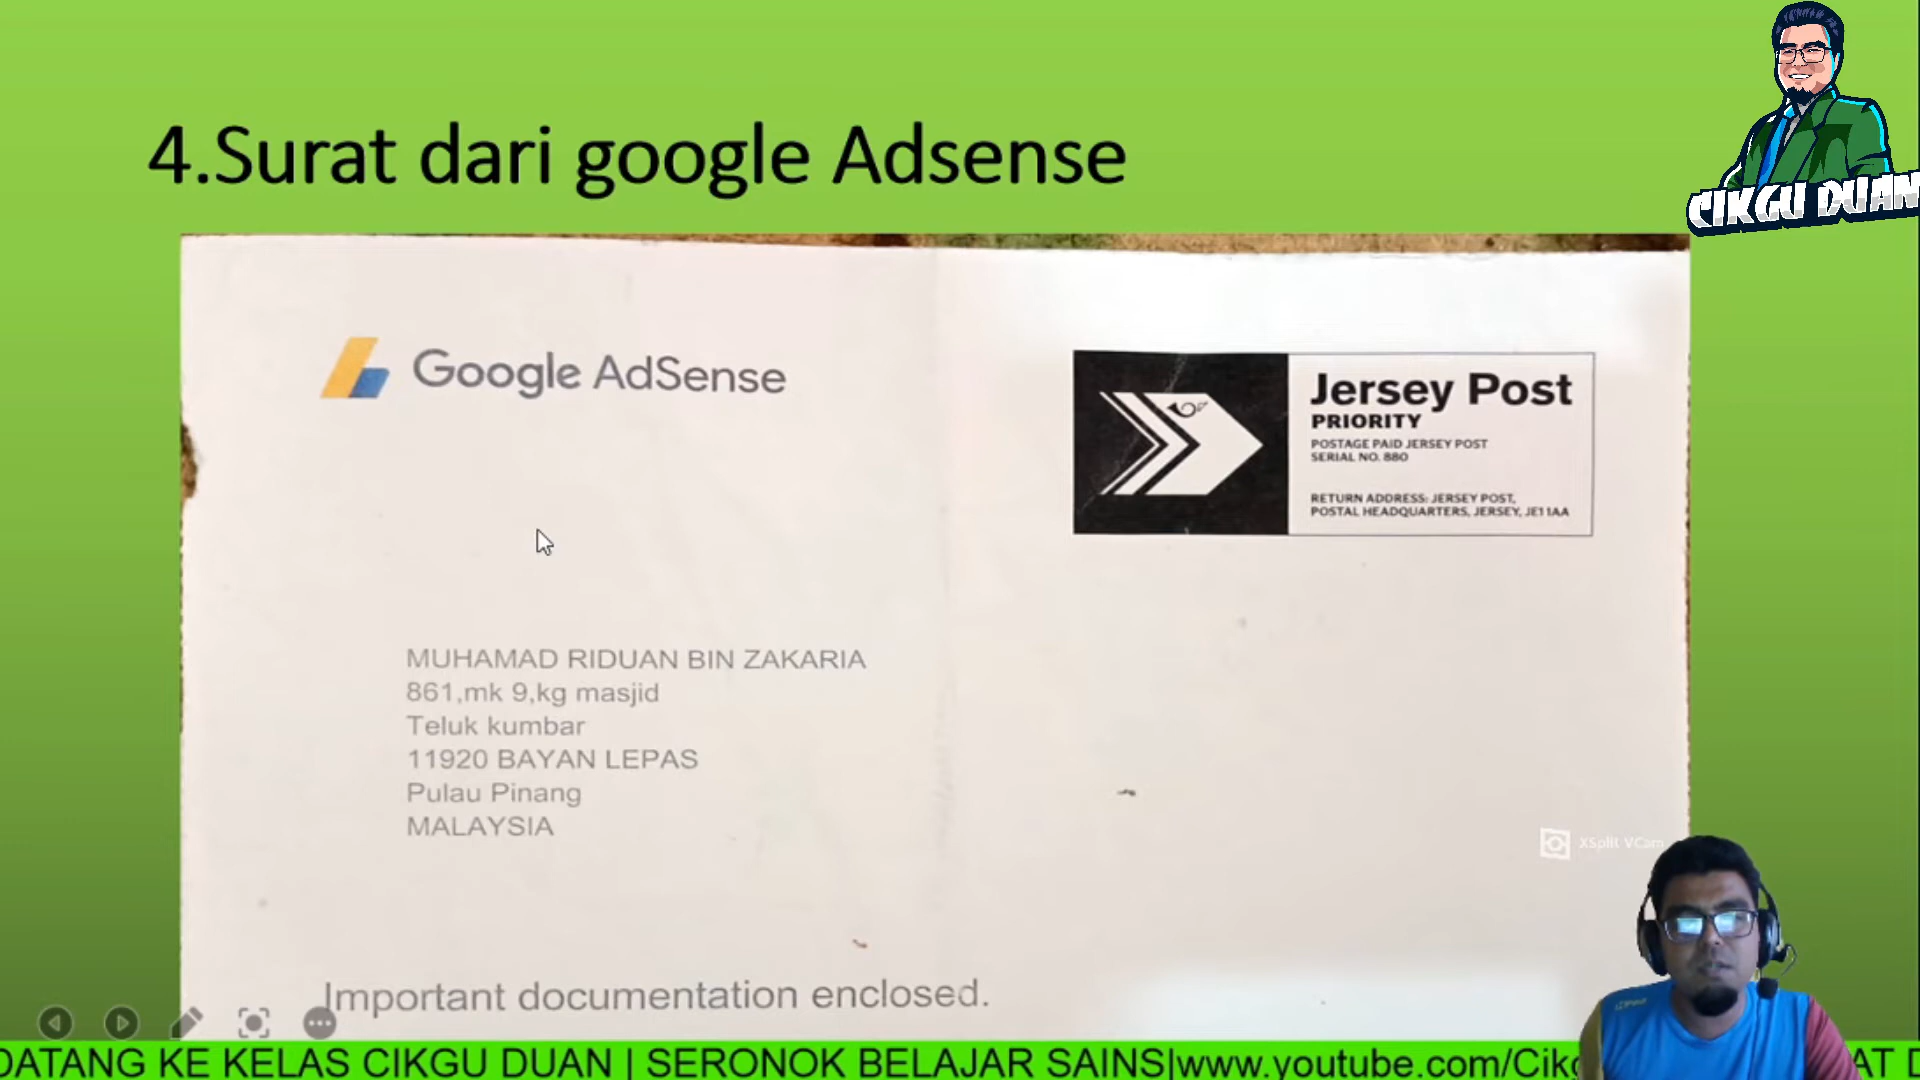 4.Surat dari google Adsense
CIKGU DUAN
Google AdSense
Jersey Post
PRIORITY
POSTAGE PAID JERSEY POST
SERIAL NO. 880
RETURN ADDRESS: JERSEY POST,
POSTAL HEADQUARTERS, JERSEY, JE1 1AA
MUHAMAD RIDUAN BIN ZAKARIA
861,mk 9,kg masjid
Teluk kumbar
11920 BAYAN LEPAS
Pulau Pinang
MALAYSIA
XSplit VCam
Important documentation enclosed.
DATANG KE KELAS CIKGU DUAN | SERONOK BELAJAR SAINS|www.youtube.com/Cikg